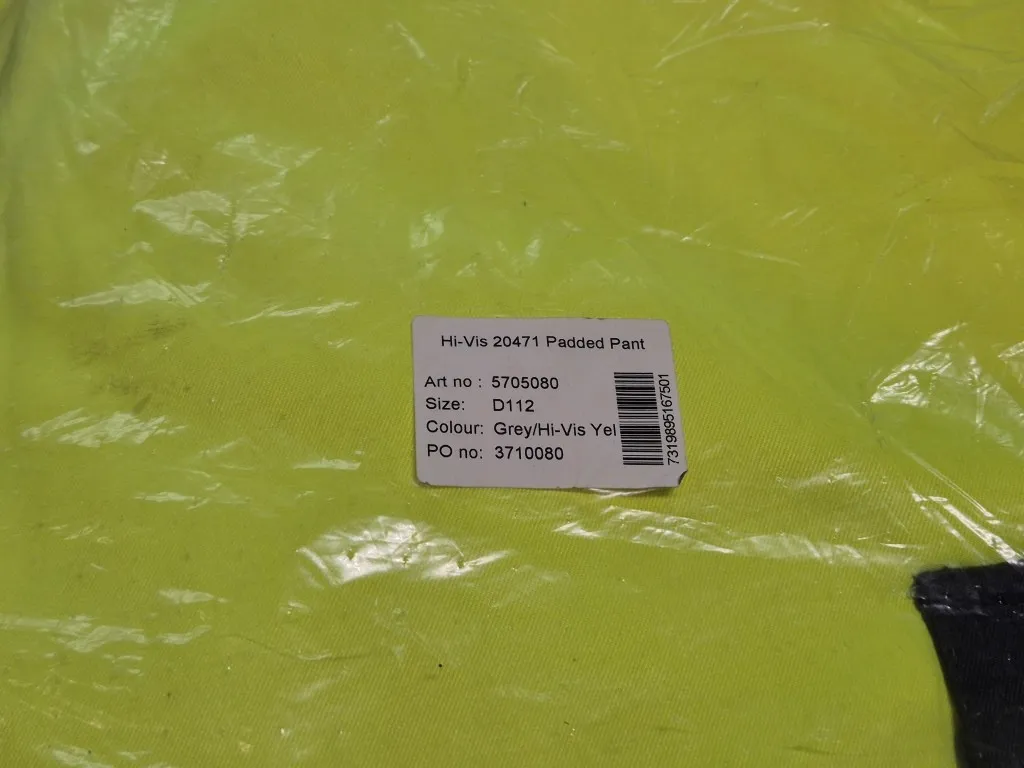 Hi-Vis 20471 Padded Pant
Art no : 5705080
Size: D112
Colour: Grey/Hi-Vis Yel
PO no: 3710080
7319895167501